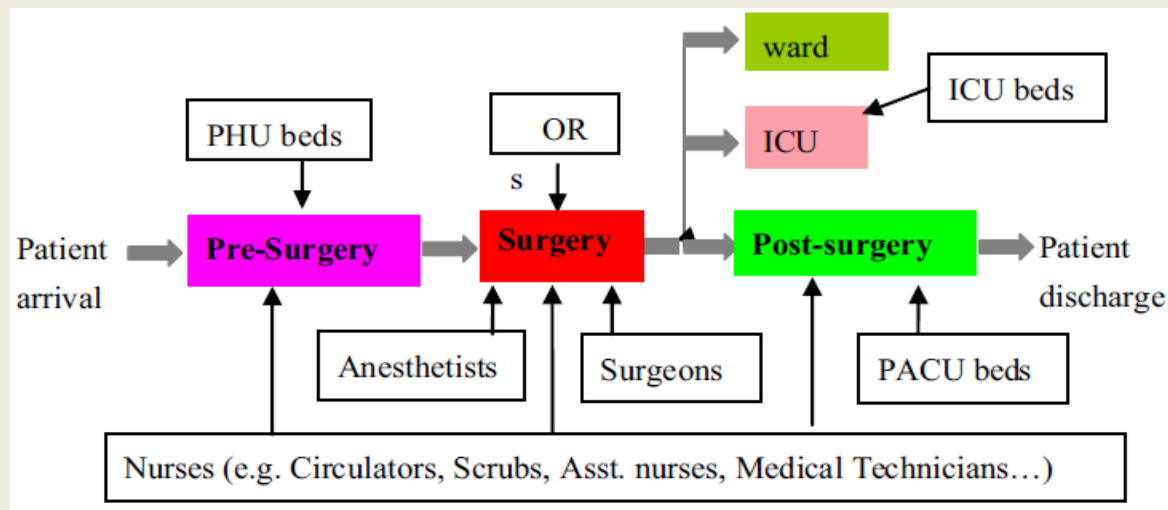 ward
ICU beds
PHU beds
OR
s
ICU
Patient
arrival
Pre-Surgery
Surgery
Post-surgery
Patient
discharge
Anesthetists
Surgeons
PACU beds
Nurses (e.g. Circulators, Scrubs, Asst. nurses, Medical Technicians…)